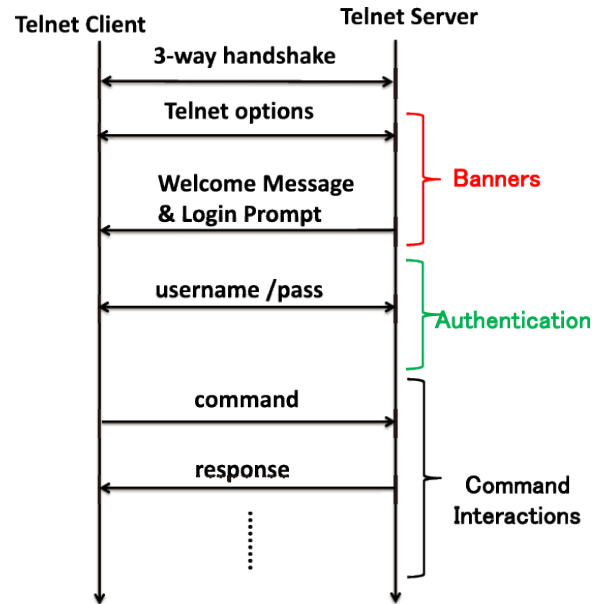 Telnet Client
Telnet Server
3-way handshake
Telnet options
Banners
Welcome Message
& Login Prompt
username /pass
Authentication
command
response
Command
Interactions